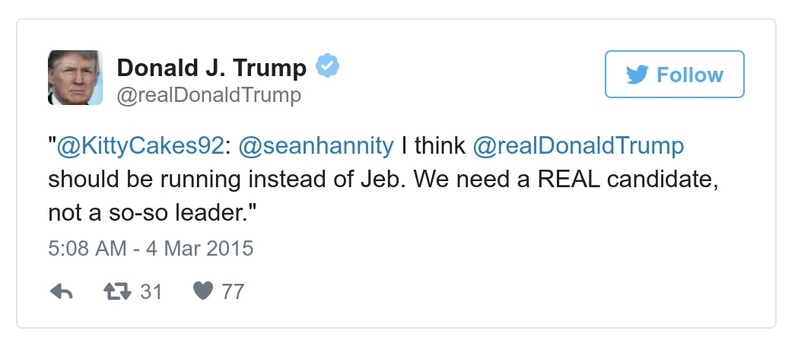 Donald J. Trump
@realDonaldTrump
Follow
"@KittyCakes92: @seanhannity I think @realDonaldTrump
should be running instead of Jeb. We need a REAL candidate,
not a so-so leader."
5:08 AM - 4 Mar 2015
31 77